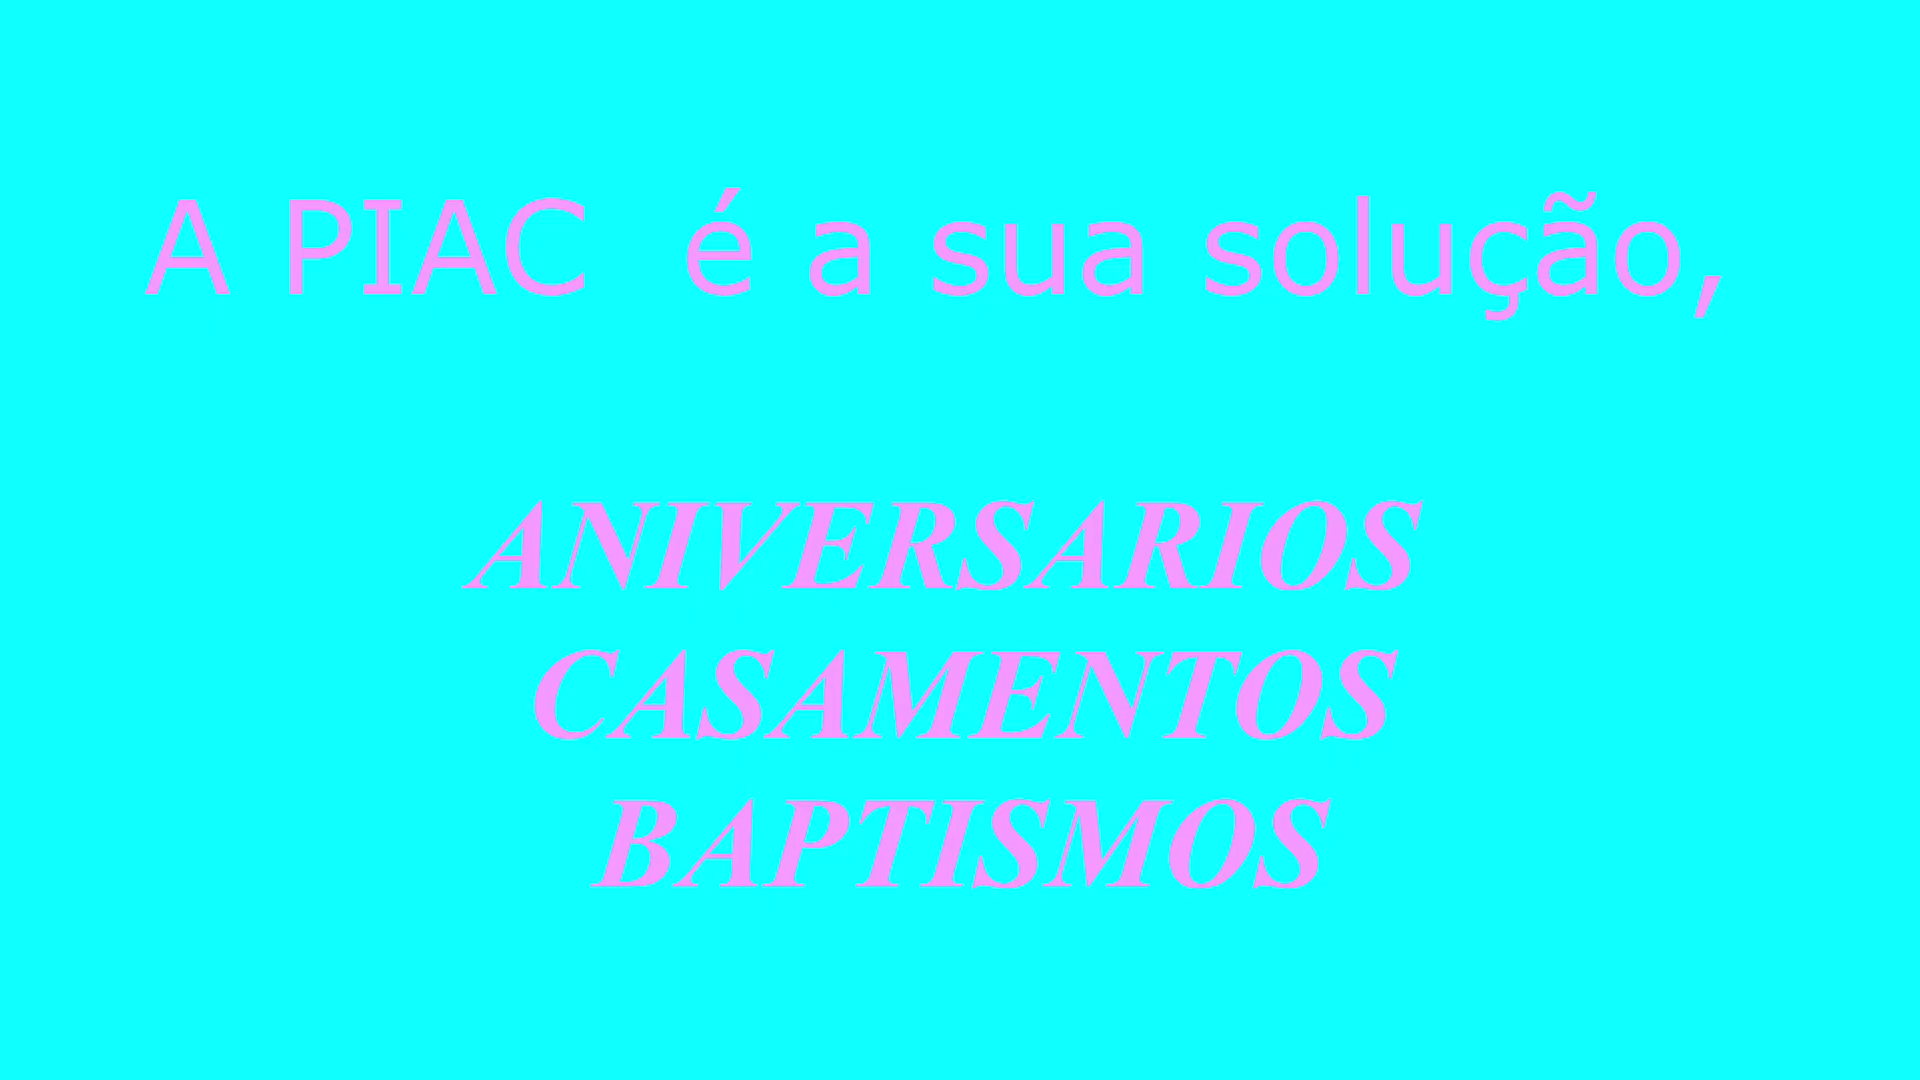 A PIAC  é a sua solução,
ANIVERSARIOS
CASAMENTOS
BAPTISMOS